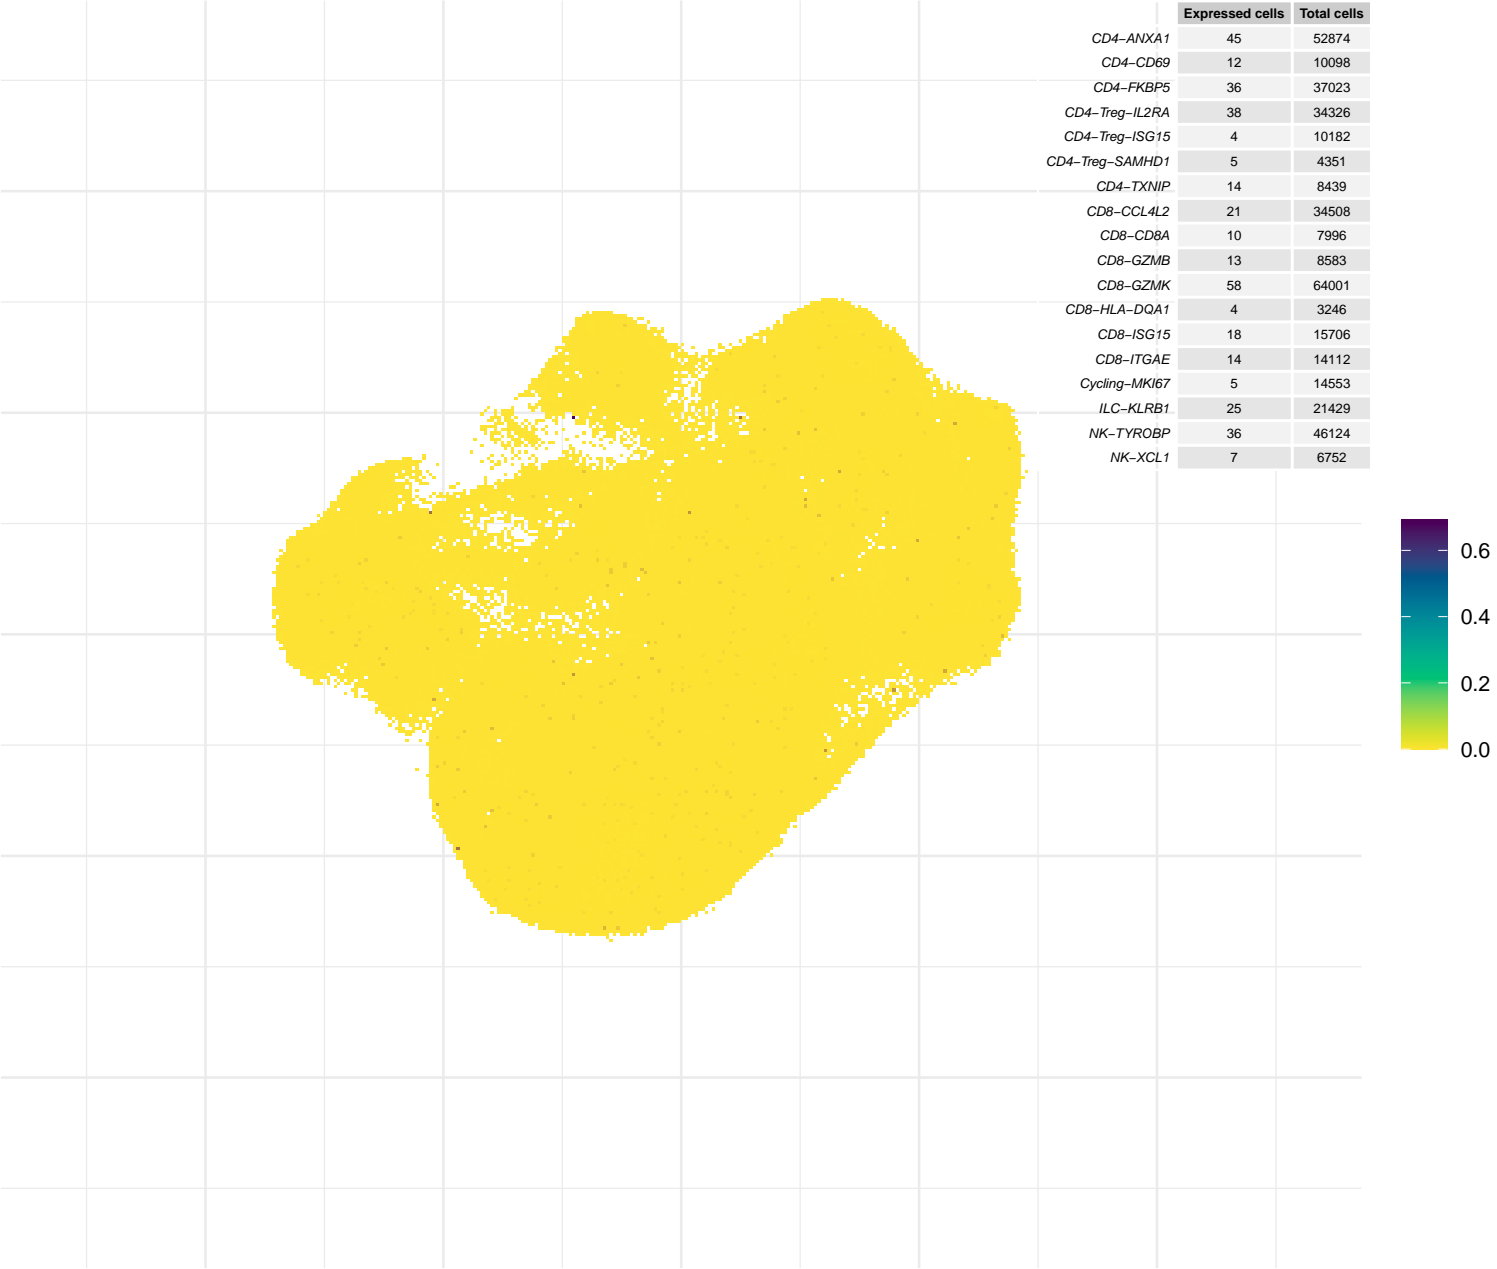 Expressed cells Total cells
CD4−ANXA1 45 52874
CD4−CD69 12 10098
CD4−FKBP5 36 37023
CD4−Treg−IL2RA 38 34326
CD4−Treg−ISG15 4 10182
CD4−Treg−SAMHD1 5 4351
CD4−TXNIP 14 8439
CD8−CCL4L2 21 34508
CD8−CD8A 10 7996
CD8−GZMB 13 8583
CD8−GZMK 58 64001
CD8−HLA−DQA1 4 3246
CD8−ISG15 18 15706
CD8−ITGAE 14 14112
Cycling−MKI67 5 14553
ILC−KLRB1 25 21429
NK−TYROBP 36 46124
NK−XCL1 7 6752
0.6
0.4
0.2
0.0